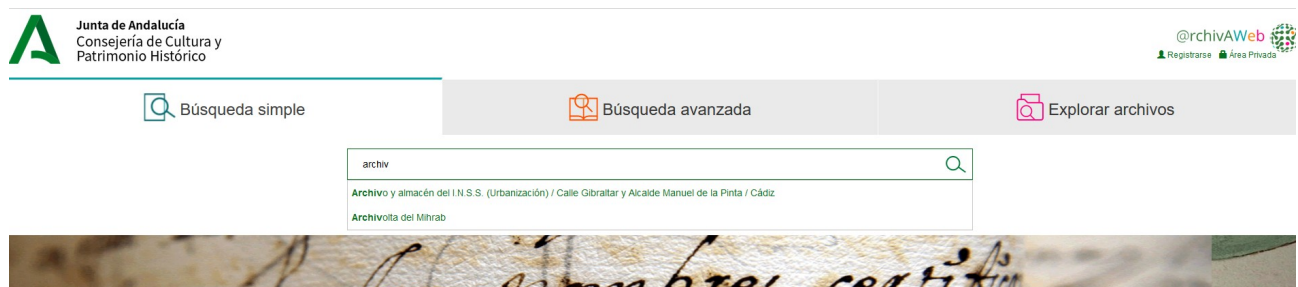 Junta de Andalucía
Consejería de Cultura y
Patrimonio Histórico
@rchivAWeb
Registrarse Área Privada
Búsqueda simple
Búsqueda avanzada
Explorar archivos
archiv
Archivo y almacén del I.N.S.S. (Urbanización) / Calle Gibraltar y Alcalde Manuel de la Pinta / Cádiz
Archivolta del Mihrab